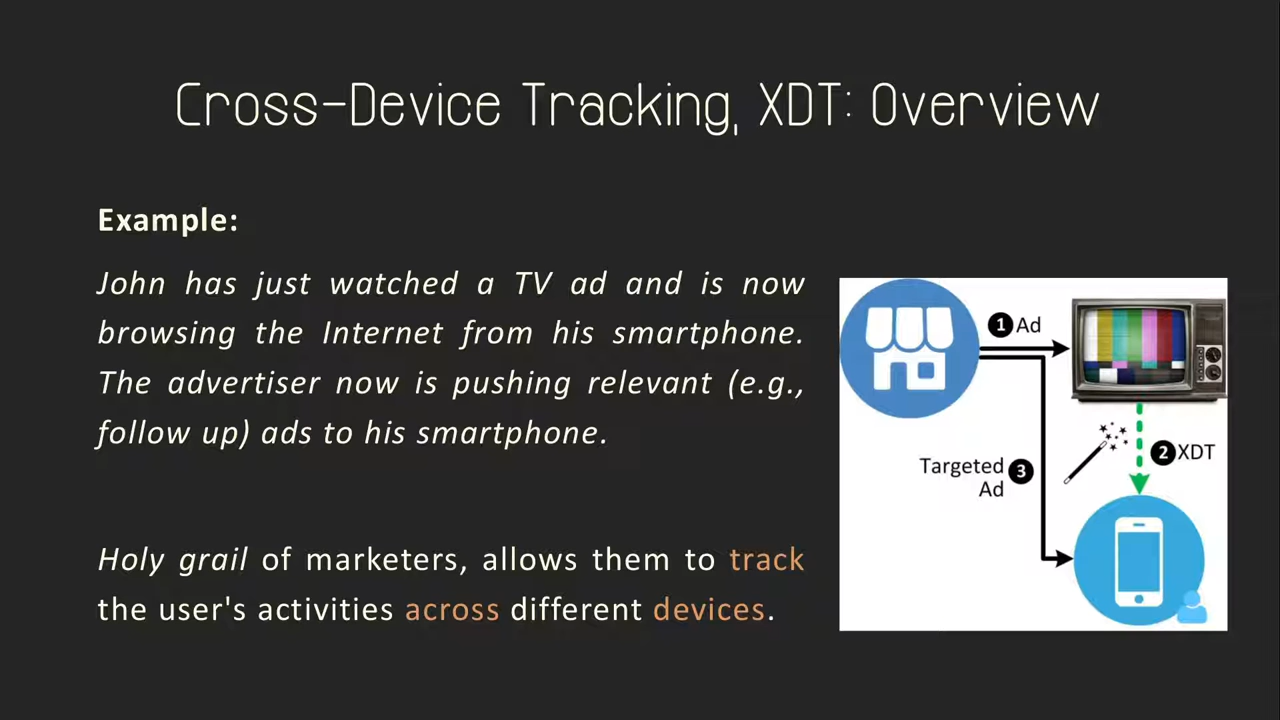 Cross-Device Tracking, XDT: Overview
Example:
John has just watched a TV ad and is now
browsing the Internet from his smartphone.
The advertiser now is pushing relevant (e.g.,
follow up) ads to his smartphone.
Holy grail of marketers, allows them to track
the user's activities across different devices.
1 Ad
2 XDT
Targeted 3
Ad